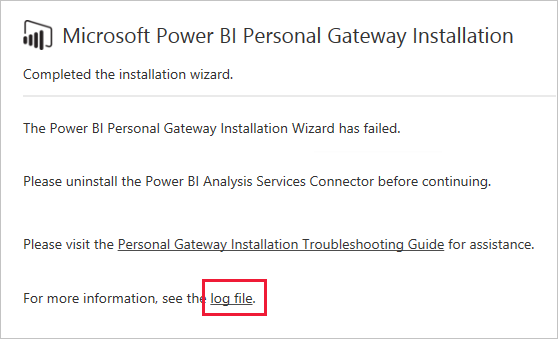 Microsoft Power BI Personal Gateway Installation
Completed the installation wizard.
The Power BI Personal Gateway Installation Wizard has failed.
Please uninstall the Power BI Analysis Services Connector before continuing.
Please visit the Personal Gateway Installation Troubleshooting Guide for assistance.
For more information, see the log file.